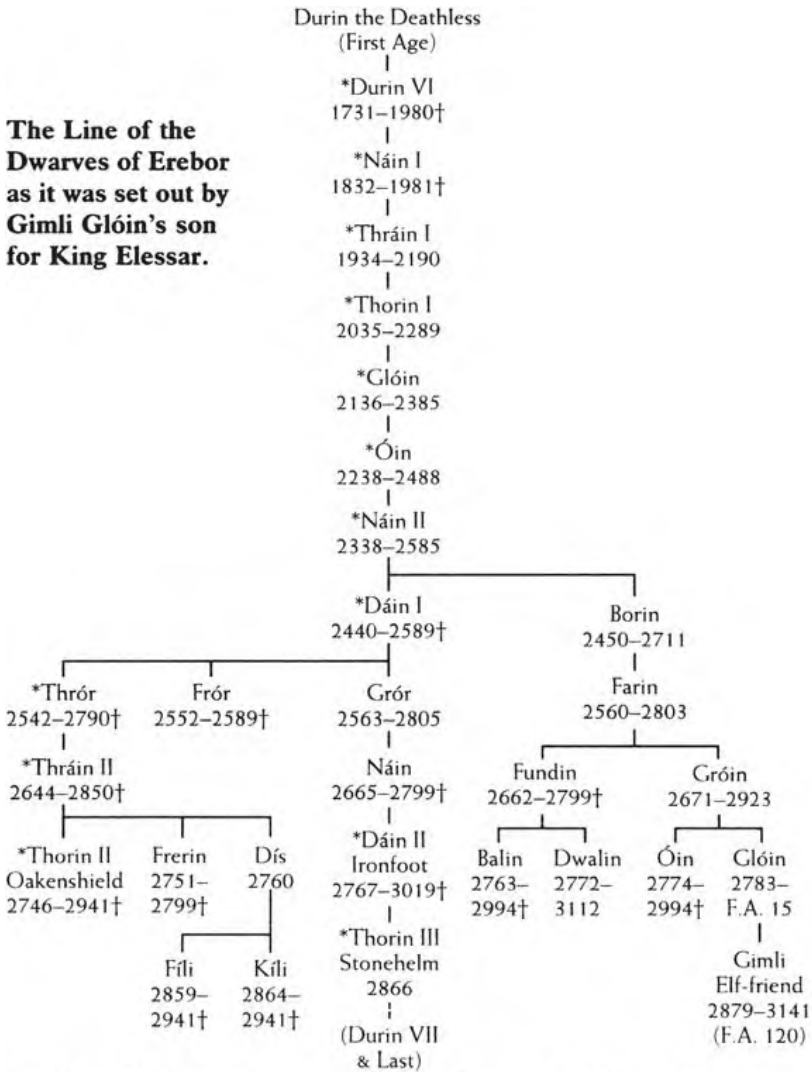 Durin the Deathless
(First Age)
*Durin VI
1731–1980†
The Line of the
Dwarves of Erebor
as it was set out by
Gimli Glóin's son
for King Elessar.
*Náin I
1832–1981†
*Thráin I
1934–2190
*Thorin I
2035–2289
*Glóin
2136–2385
*Óin
2238–2488
*Náin II
2338–2585
*Dáin I
2440–2589†
Borin
2450–2711
*Thrór
2542–2790†
Frór
2552–2589†
Grór
2563–2805
Farin
2560–2803
*Thráin II
2644–2850†
Náin
2665–2799†
Fundin
2662–2799†
Gróin
2671–2923
*Thorin II
Oakenshield
2746–2941†
Frerin
2751–
2799†
Dís
2760
*Dáin II
Ironfoot
2767–3019†
Balin
2763–
2994†
Dwalin
2772–
3112
Óin
2774–
2994†
Glóin
2783–
F.A. 15
Fíli
2859–
2941†
Kíli
2864–
2941†
*Thorin III
Stonehelm
2866
(Durin VII
& Last)
Gimli
Elf-friend
2879–3141
(F.A. 120)